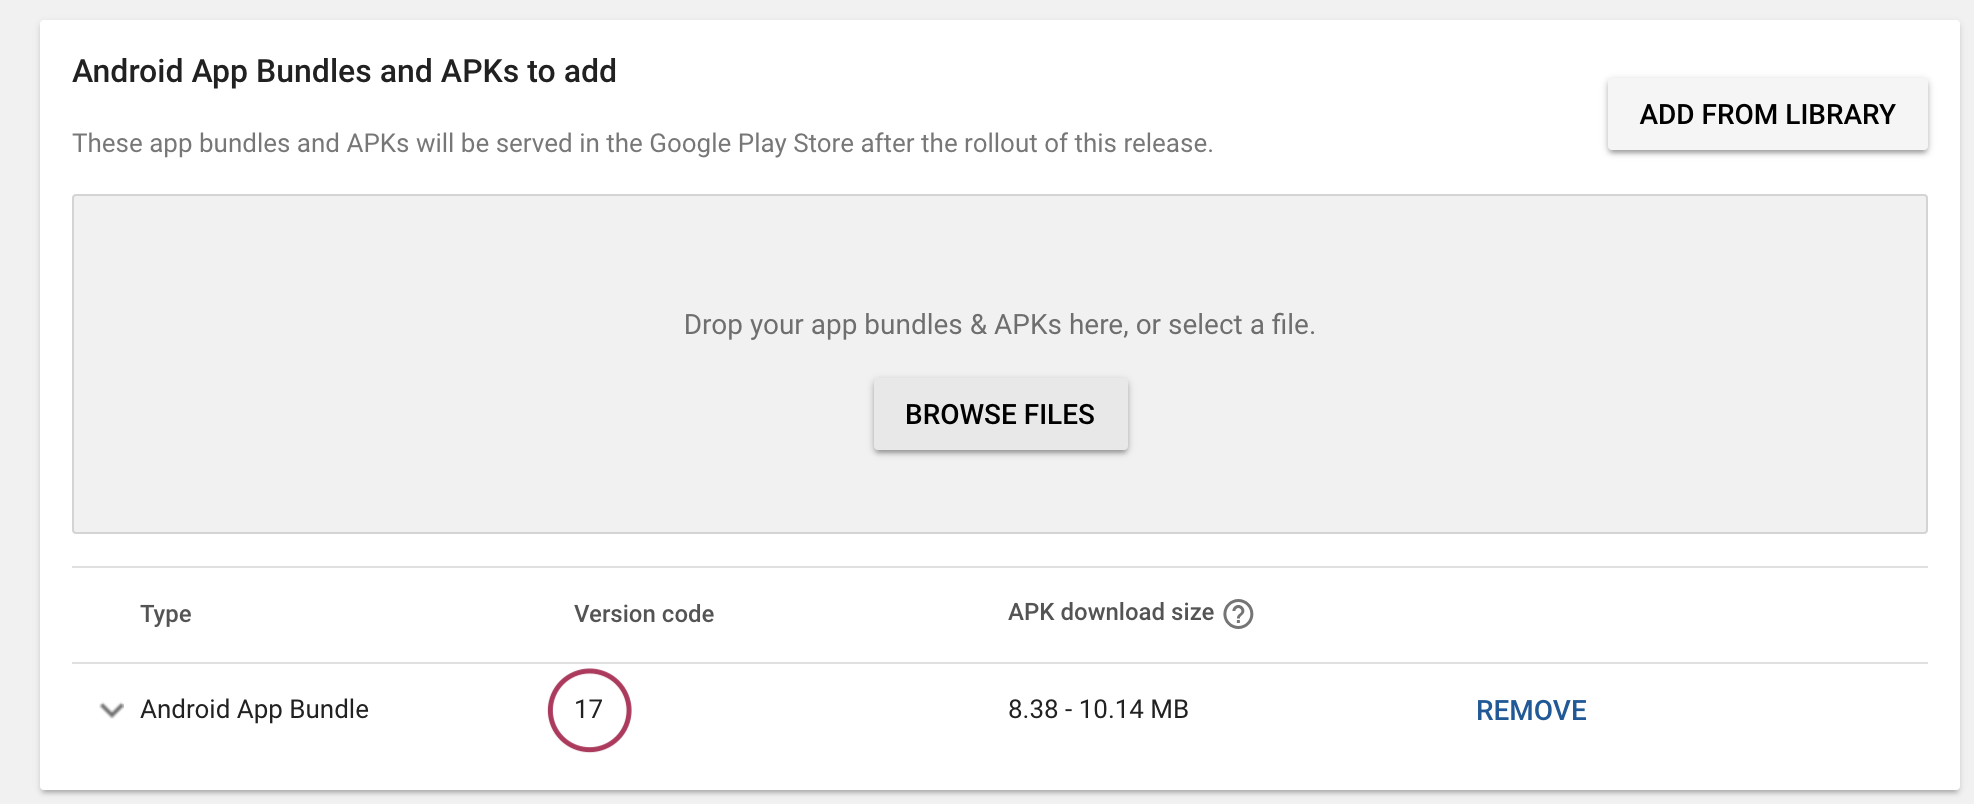 Android App Bundles and APKs to add
ADD FROM LIBRARY
These app bundles and APKs will be served in the Google Play Store after the rollout of this release.
Drop your app bundles & APKs here, or select a file.
BROWSE FILES
Type Version code APK download size ?
Android App Bundle 17 8.38 - 10.14 MB REMOVE